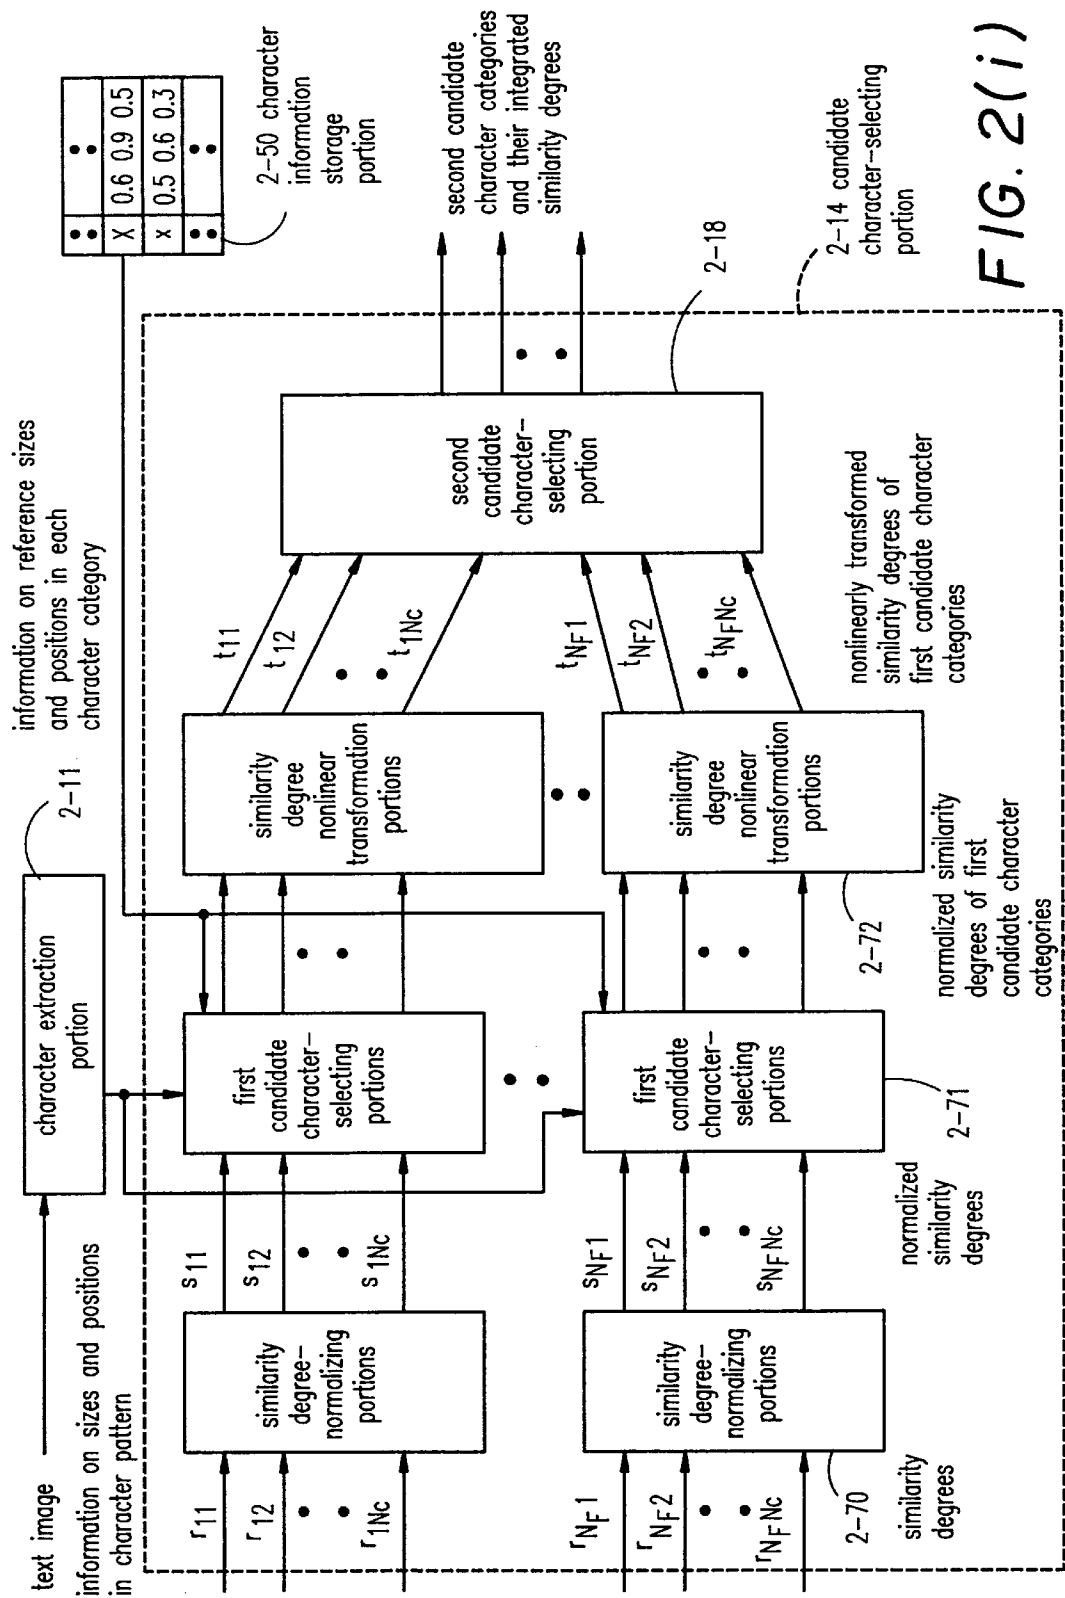 text image
information on sizes and positions
in character pattern
character extraction
portion
2-11
information on reference sizes
and positions in each
character category
X 0.6 0.9 0.5
x 0.5 0.6 0.3
2-50 character
information
storage
portion
r11
r12
r1Nc
similarity
degree-
normalizing
portions
s11
s12
s1Nc
first
candidate
character-
selecting
portions
similarity
degree
nonlinear
transformation
portions
t11
t12
t1Nc
second
candidate
character-
selecting
portion
2-18
second candidate
character categories
and their integrated
similarity degrees
rNF1
rNF2
rNFNc
similarity
degree-
normalizing
portions
2-70
similarity
degrees
sNF1
sNF2
sNFNc
normalized
similarity
degrees
first
candidate
character-
selecting
portions
2-71
normalized similarity
degrees of first
candidate character
categories
similarity
degree
nonlinear
transformation
portions
2-72
tNF1
tNF2
tNFNc
nonlinearly transformed
similarity degrees of
first candidate character
categories
2-14 candidate
character-selecting
portion
FIG. 2(i)